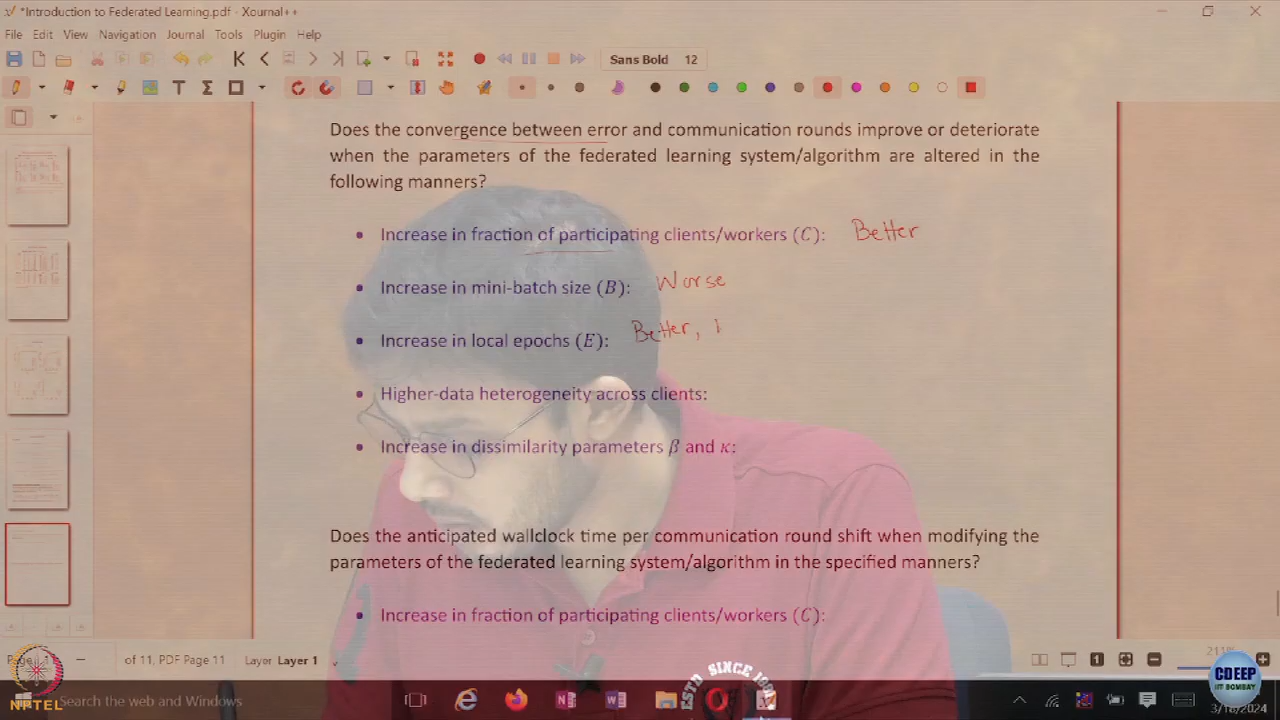 *Introduction to Federated Learning.pdf - Xournal++
File Edit View Navigation Journal Tools Plugin Help
Sans Bold 12
Does the convergence between error and communication rounds improve or deteriorate
when the parameters of the federated learning system/algorithm are altered in the
following manners?
• Increase in fraction of participating clients/workers (C): Better
• Increase in mini-batch size (B): Worse
• Increase in local epochs (E): Better,
• Higher-data heterogeneity across clients:
• Increase in dissimilarity parameters β and κ:
Does the anticipated wallclock time per communication round shift when modifying the
parameters of the federated learning system/algorithm in the specified manners?
• Increase in fraction of participating clients/workers (C):
of 11, PDF Page 11 Layer Layer 1
Search the web and Windows
NPTEL
ESTD SINCE
CDEEP
IIT BOMBAY
3/18/2024